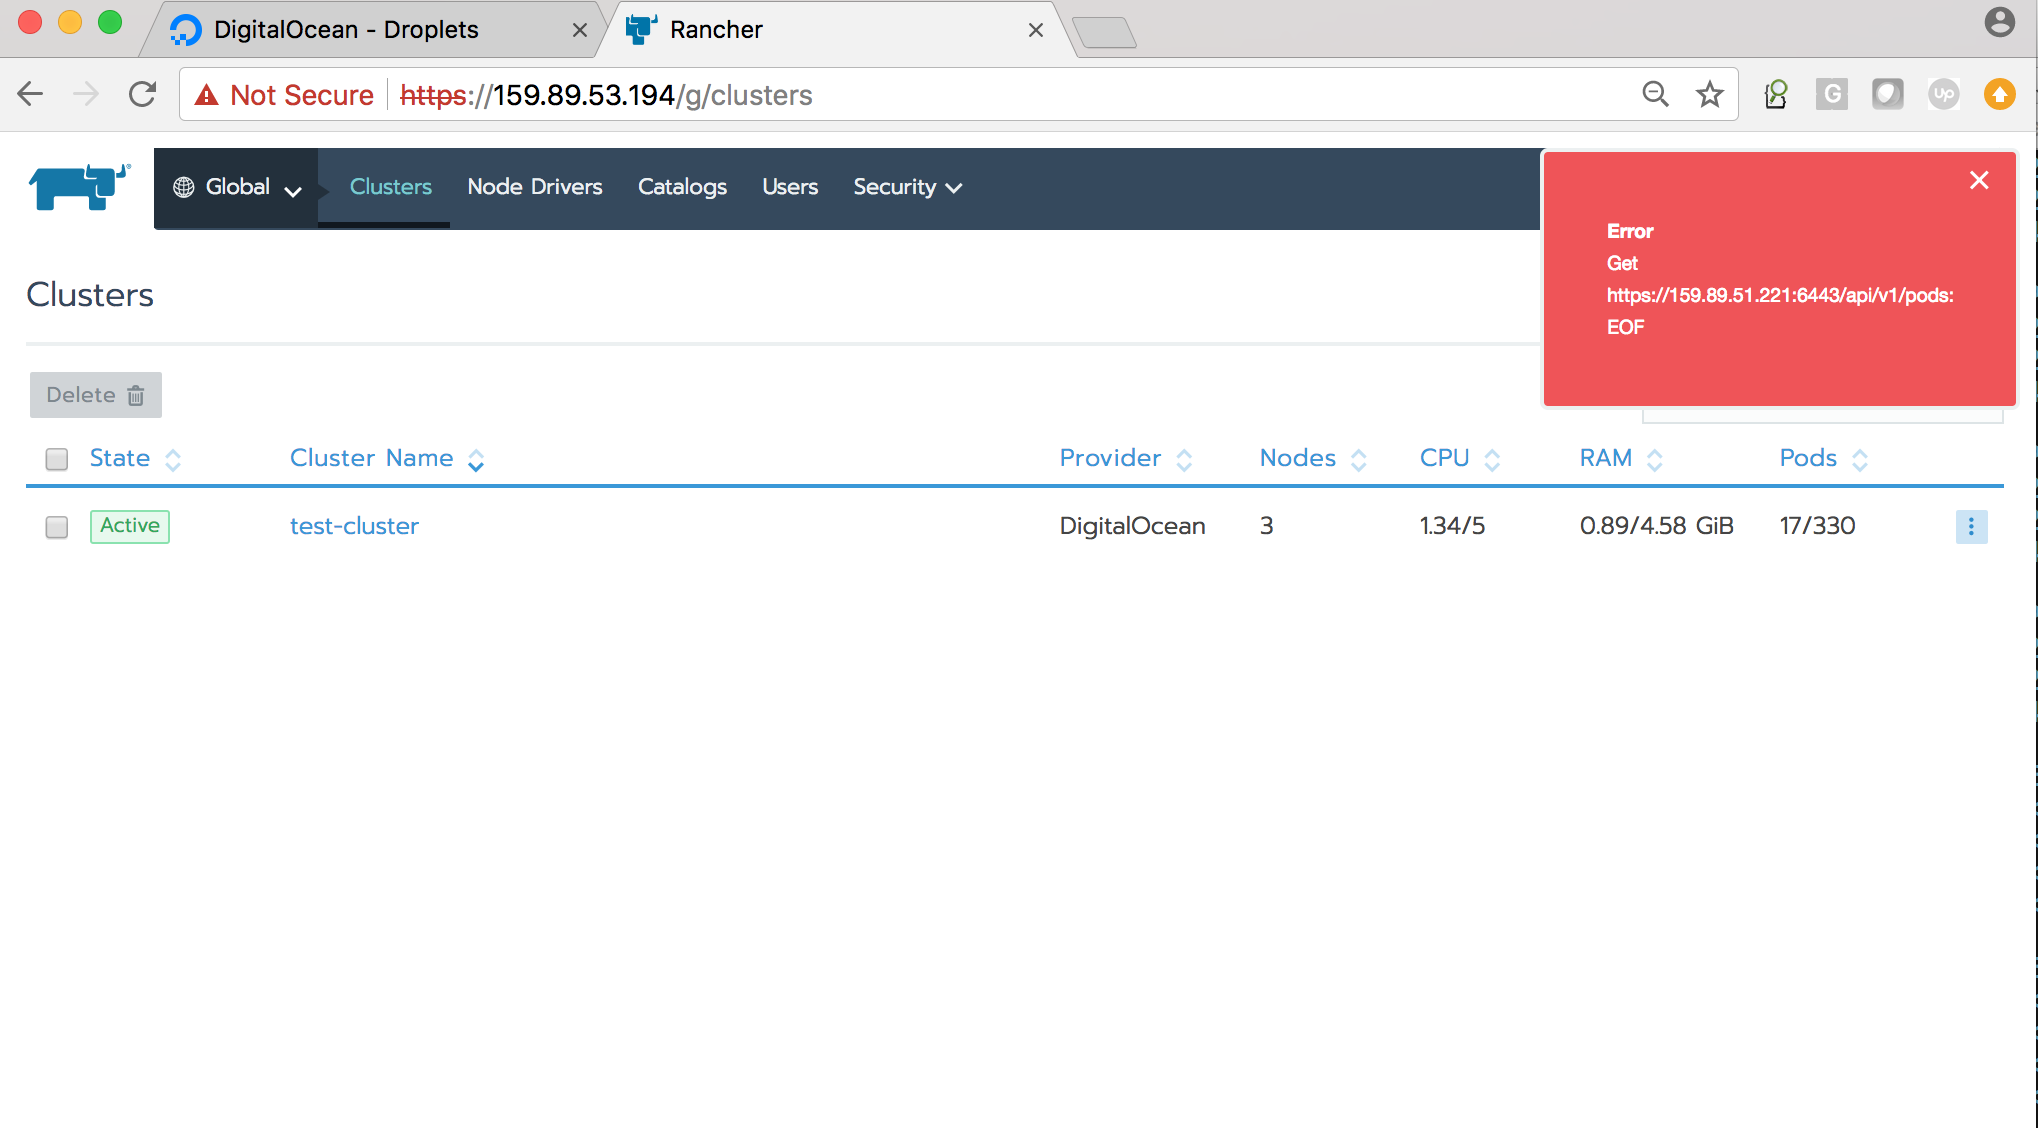 DigitalOcean - Droplets
Rancher
Not Secure https://159.89.53.194/g/clusters
G
up
Global Clusters Node Drivers Catalogs Users Security
Error
Get
https://159.89.51.221:6443/api/v1/pods:
EOF
Clusters
Delete
State Cluster Name Provider Nodes CPU RAM Pods
Active test-cluster DigitalOcean 3 1.34/5 0.89/4.58 GiB 17/330